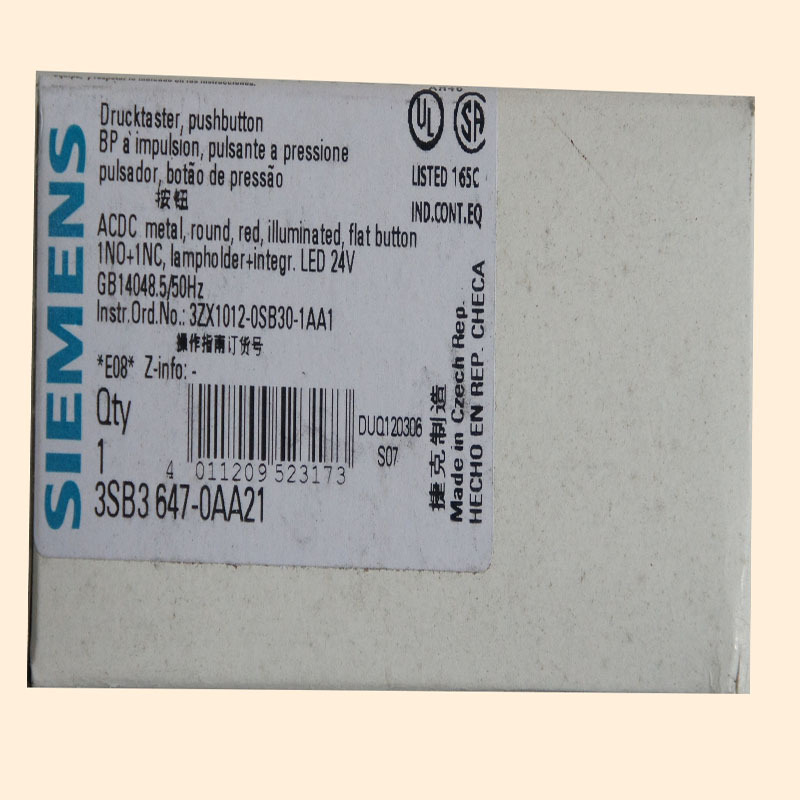 SIEMENS
Drucktaster, pushbutton
BP à impulsion, pulsante a pressione
pulsador, botão de pressão
按钮
ACDC metal, round, red, illuminated, flat button
1NO+1NC, lampholder+integr. LED 24V
GB14048.5/50Hz
Instr.Ord.No.: 3ZX1012-0SB30-1AA1
操作指南订货号
*E08* Z-info: -
Qty
1
4 011209 523173
DUQ120306
S07
3SB3 647-0AA21
UL
SA
LISTED 165C
IND.CONT.EQ
捷克制造
Made in Czech Rep.
HECHO EN REP. CHECA